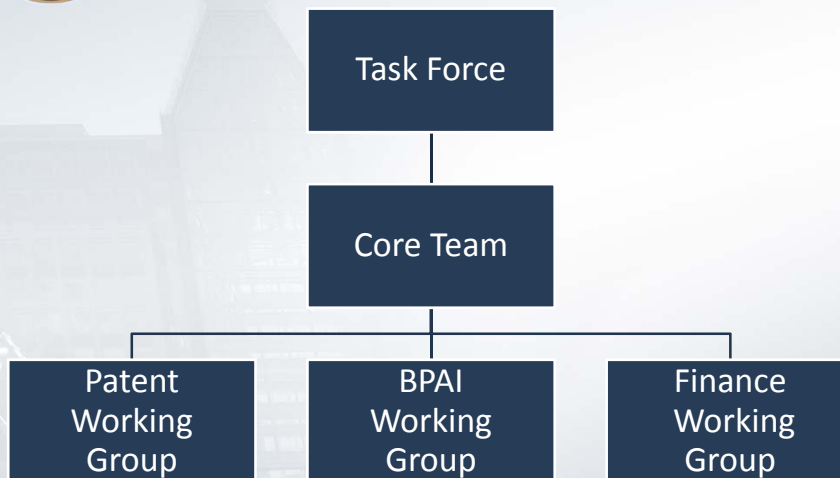 Task Force
Core Team
Patent
Working
Group
BPAI
Working
Group
Finance
Working
Group